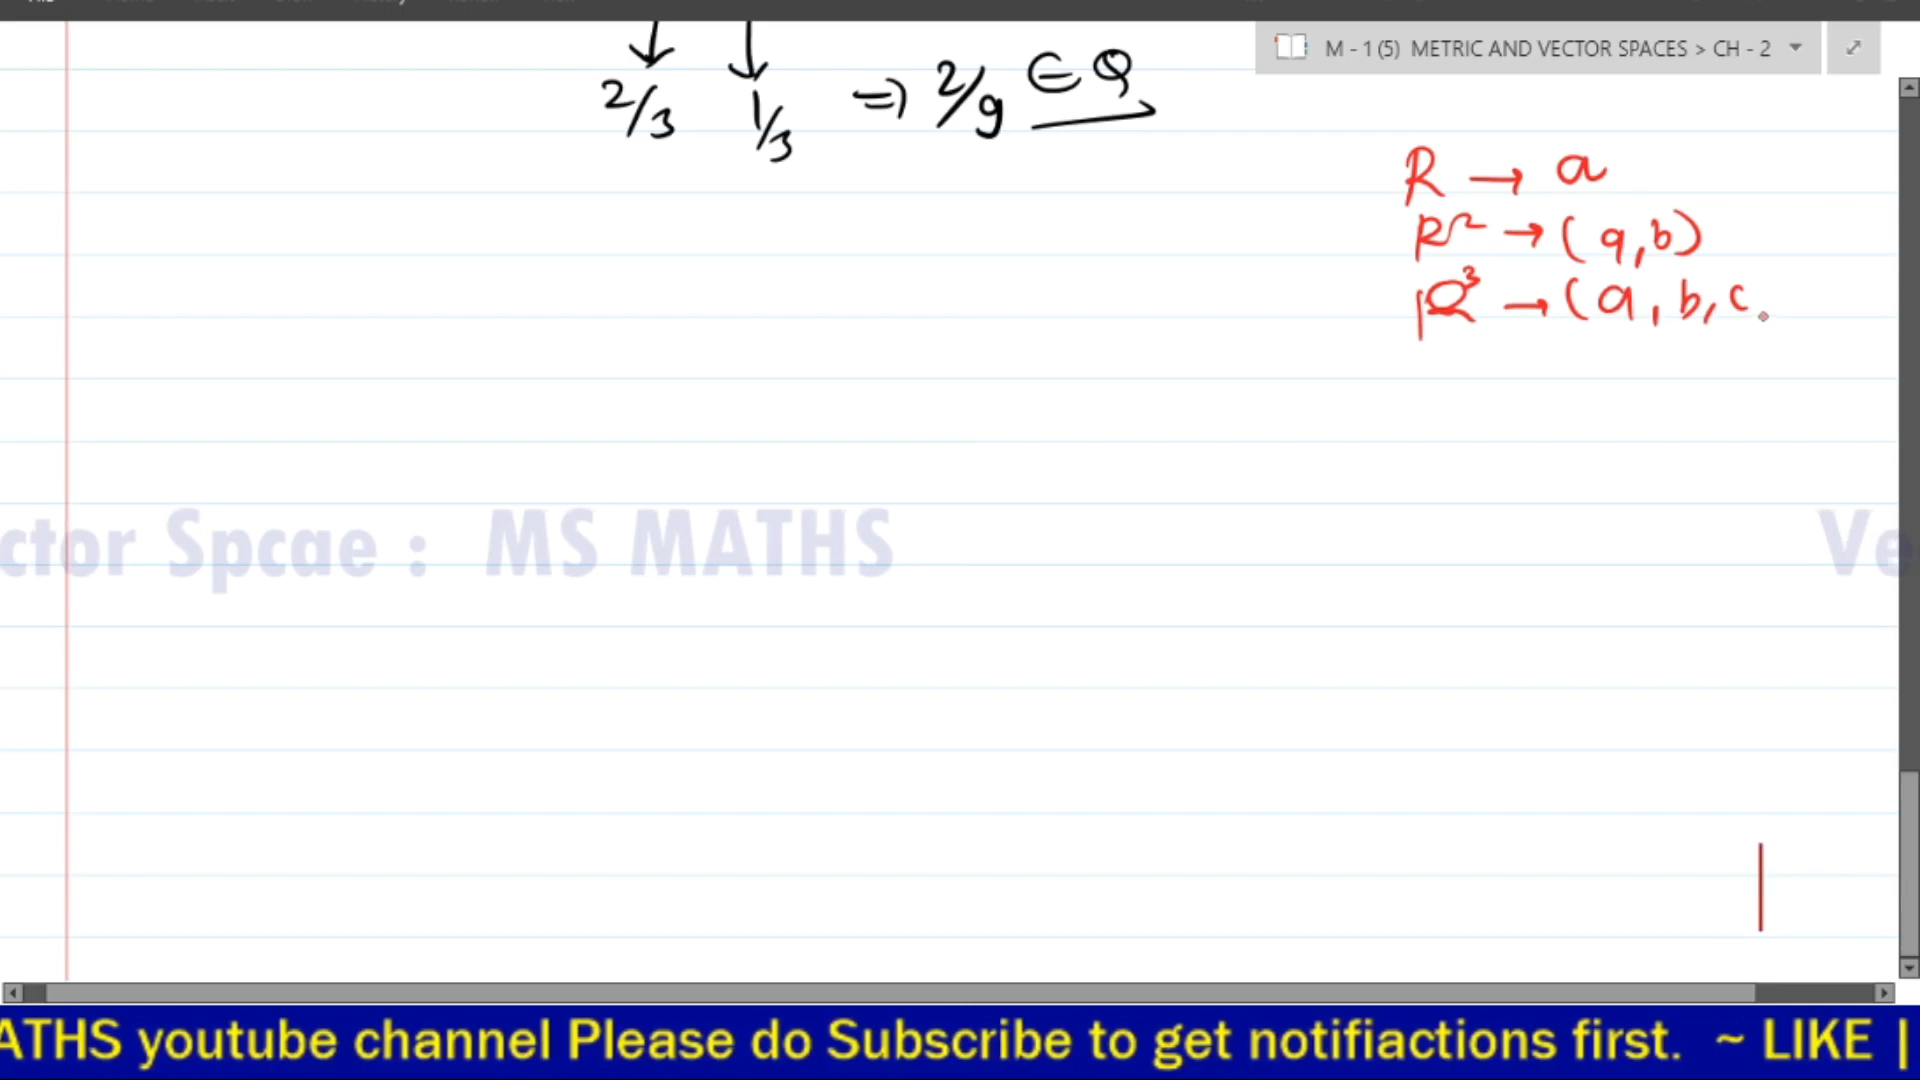 M - 1 (5) METRIC AND VECTOR SPACES > CH - 2
2/3 1/3 => 2/9 ∈ Q
R → a
R² → (a,b)
R³ → (a, b, c
ctor Spcae : MS MATHS Ve
ATHS youtube channel Please do Subscribe to get notifiactions first. ~ LIKE |